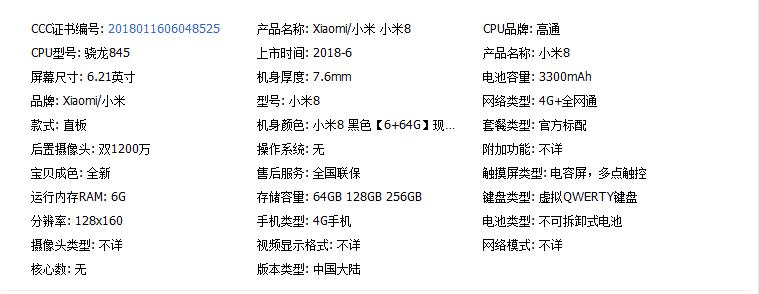 CCC证书编号: 2018011606048525 产品名称: Xiaomi/小米 小米8 CPU品牌: 高通
CPU型号: 骁龙845 上市时间: 2018-6 产品名称: 小米8
屏幕尺寸: 6.21英寸 机身厚度: 7.6mm 电池容量: 3300mAh
品牌: Xiaomi/小米 型号: 小米8 网络类型: 4G+全网通
款式: 直板 机身颜色: 小米8 黑色【6+64G】现... 套餐类型: 官方标配
后置摄像头: 双1200万 操作系统: 无 附加功能: 不详
宝贝成色: 全新 售后服务: 全国联保 触摸屏类型: 电容屏，多点触控
运行内存RAM: 6G 存储容量: 64GB 128GB 256GB 键盘类型: 虚拟QWERTY键盘
分辨率: 128x160 手机类型: 4G手机 电池类型: 不可拆卸式电池
摄像头类型: 不详 视频显示格式: 不详 网络模式: 不详
核心数: 无 版本类型: 中国大陆